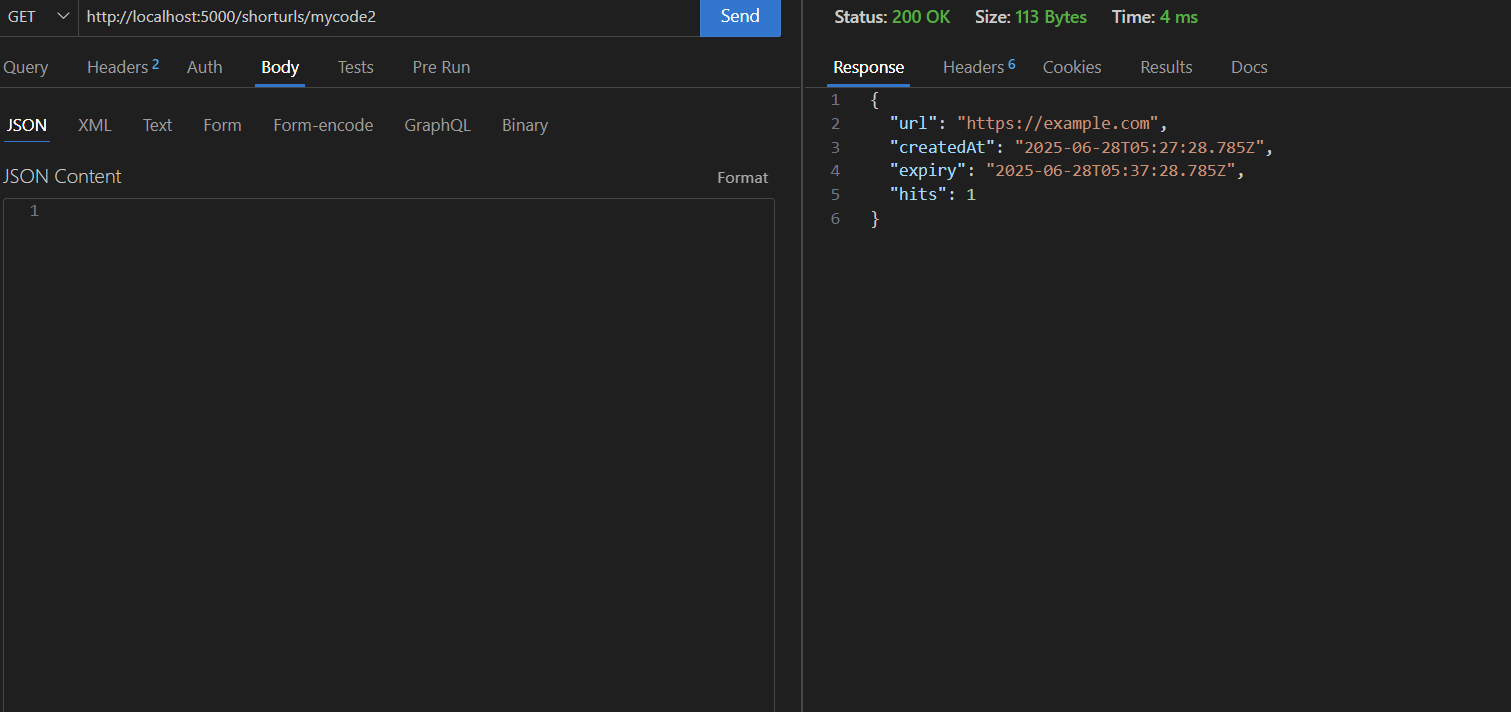 GET http://localhost:5000/shorturls/mycode2 Send
Query Headers 2 Auth Body Tests Pre Run
JSON XML Text Form Form-encode GraphQL Binary
JSON Content Format
1
Status: 200 OK Size: 113 Bytes Time: 4 ms
Response Headers 6 Cookies Results Docs
1 {
2 "url": "https://example.com",
3 "createdAt": "2025-06-28T05:27:28.785Z",
4 "expiry": "2025-06-28T05:37:28.785Z",
5 "hits": 1
6 }